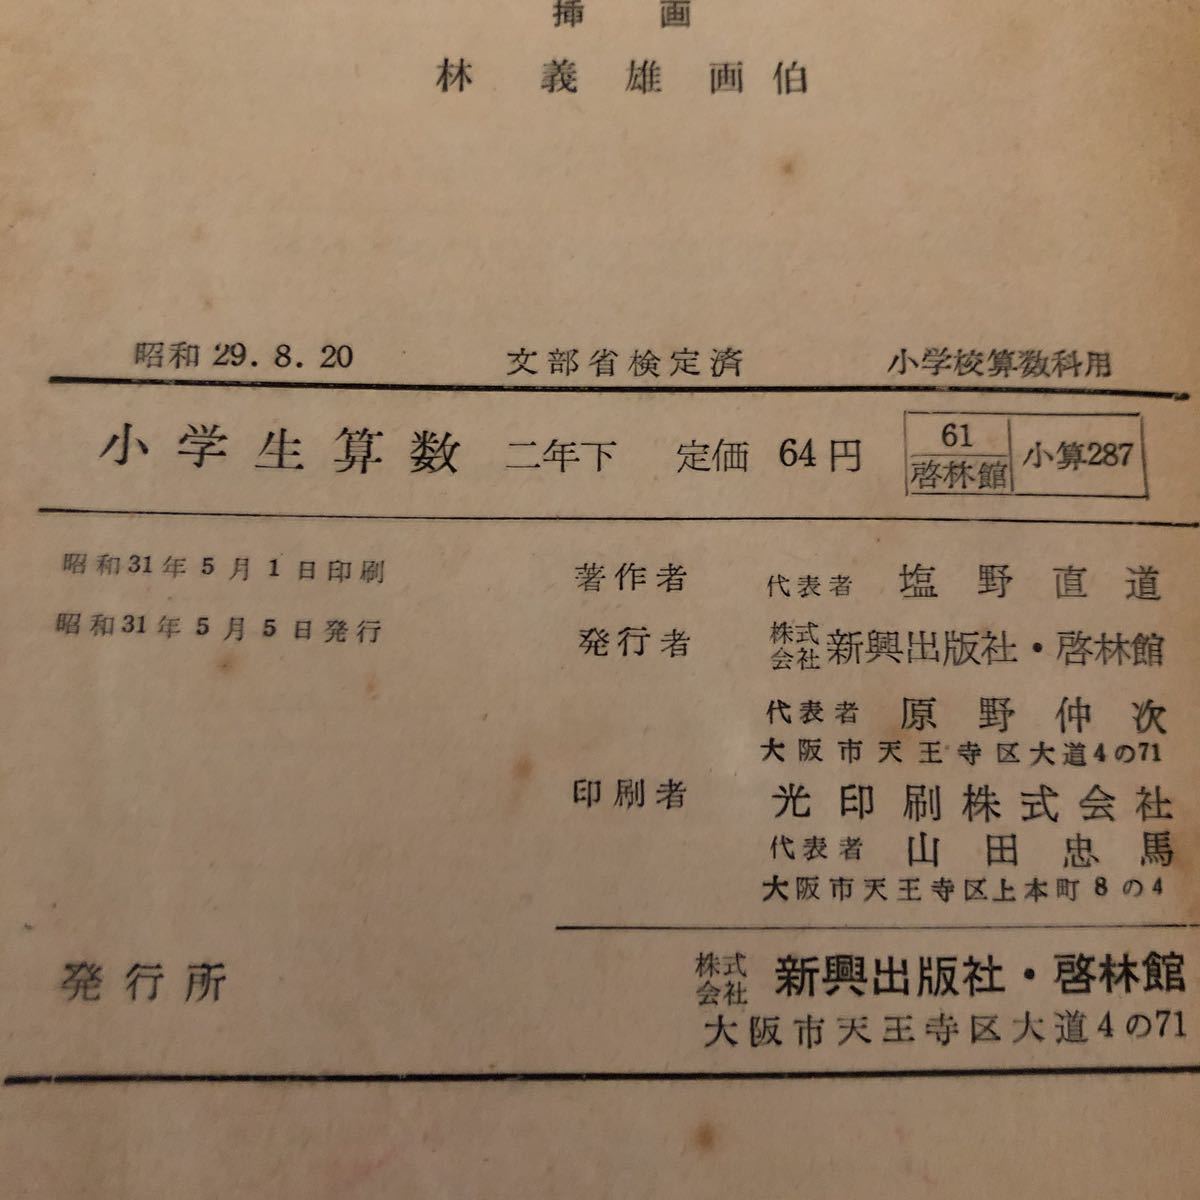 挿画
林義雄画伯
昭和29.8.20 文部省検定済 小学校算数科用
小学生算数 二年下 定価 64円 61 啓林館 小算287
昭和31年5月1日印刷
昭和31年5月5日発行
著作者 代表者 塩野直道
発行者 株式会社 新興出版社・啓林館
代表者 原野仲次
大阪市天王寺区大道4の71
印刷者 光印刷株式会社
代表者 山田忠馬
大阪市天王寺区上本町8の4
発行所 株式会社 新興出版社・啓林館
大阪市天王寺区大道4の71